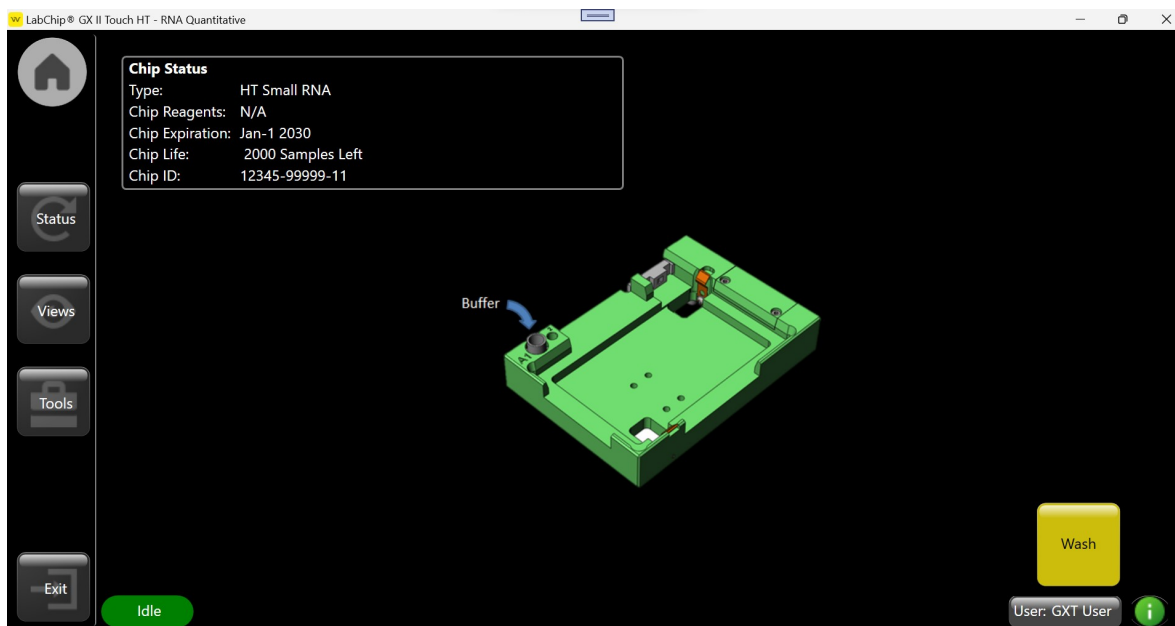 LabChip® GX II Touch HT - RNA Quantitative
Chip Status
Type: HT Small RNA
Chip Reagents: N/A
Chip Expiration: Jan-1 2030
Chip Life: 2000 Samples Left
Chip ID: 12345-99999-11
Status
Views
Tools
Exit
Buffer
A1
Wash
Idle
User: GXT User
i